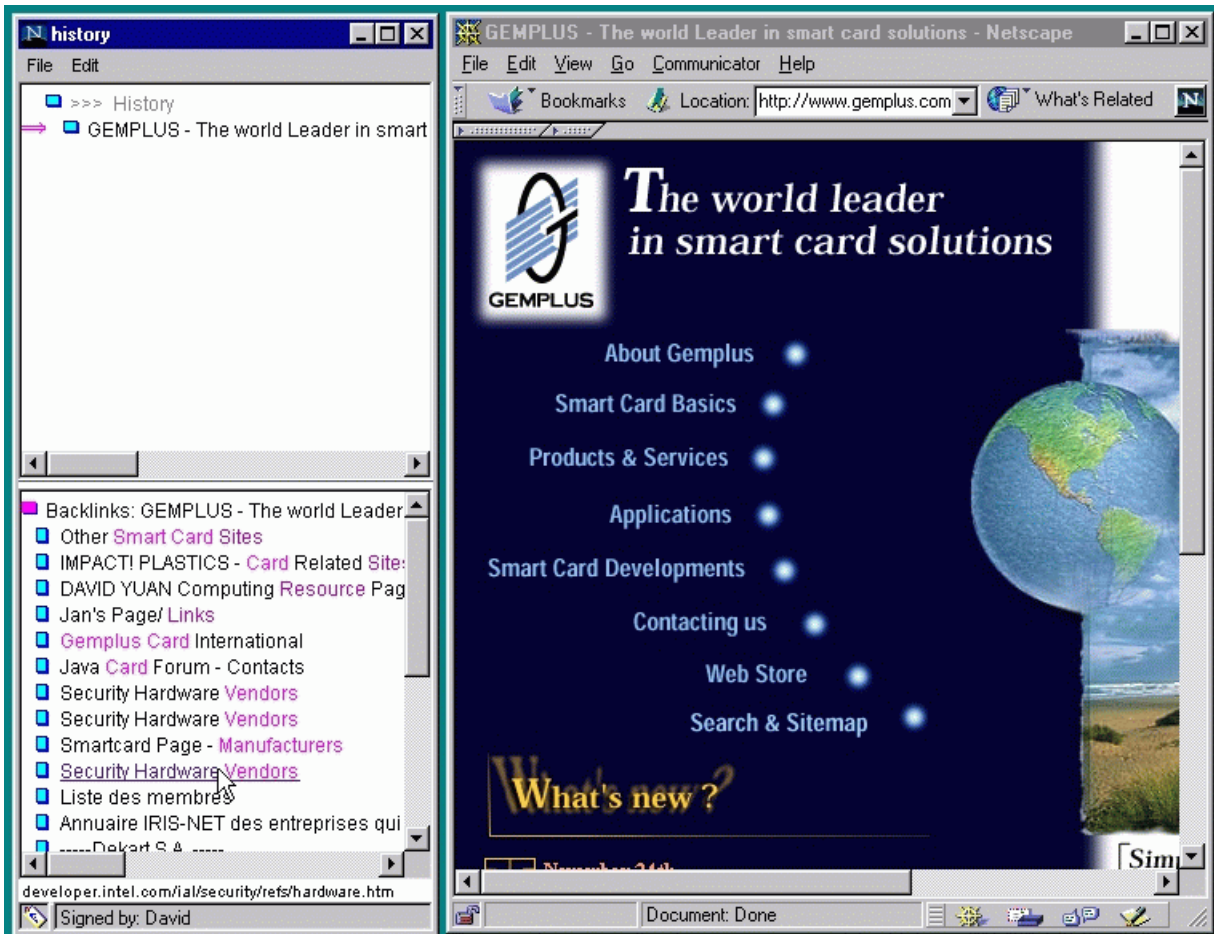 history
File Edit
>>> History
GEMPLUS - The world Leader in smart
Backlinks: GEMPLUS - The world Leader
Other Smart Card Sites
IMPACT! PLASTICS - Card Related Sites
DAVID YUAN Computing Resource Pag
Jan's Page/ Links
Gemplus Card International
Java Card Forum - Contacts
Security Hardware Vendors
Security Hardware Vendors
Smartcard Page - Manufacturers
Security Hardware Vendors
Liste des membres
Annuaire IRIS-NET des entreprises qui
-----Dekart S.A. -----
developer.intel.com/ial/security/refs/hardware.htm
Signed by: David
GEMPLUS - The world Leader in smart card solutions - Netscape
File Edit View Go Communicator Help
Bookmarks Location: http://www.gemplus.com What's Related
The world leader
in smart card solutions
GEMPLUS
About Gemplus
Smart Card Basics
Products & Services
Applications
Smart Card Developments
Contacting us
Web Store
Search & Sitemap
What's new ?
November 24th
Document: Done